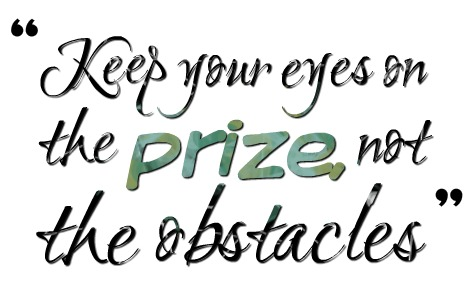 “Keep your eyes on
the prize, not
the obstacles”